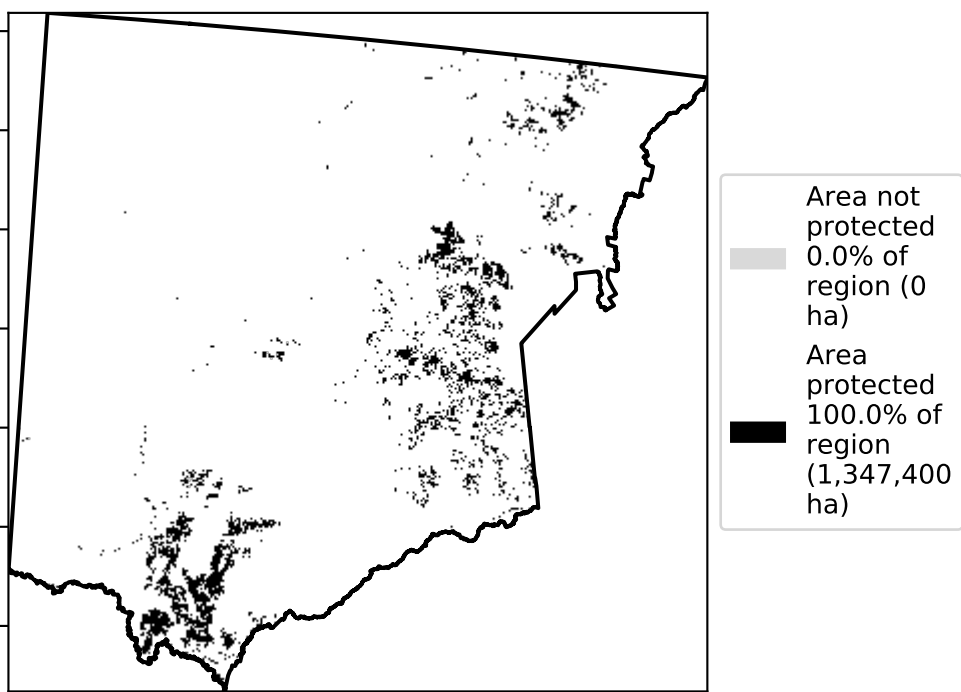 Area not
protected
0.0% of
region (0
ha)
Area
protected
100.0% of
region
(1,347,400
ha)